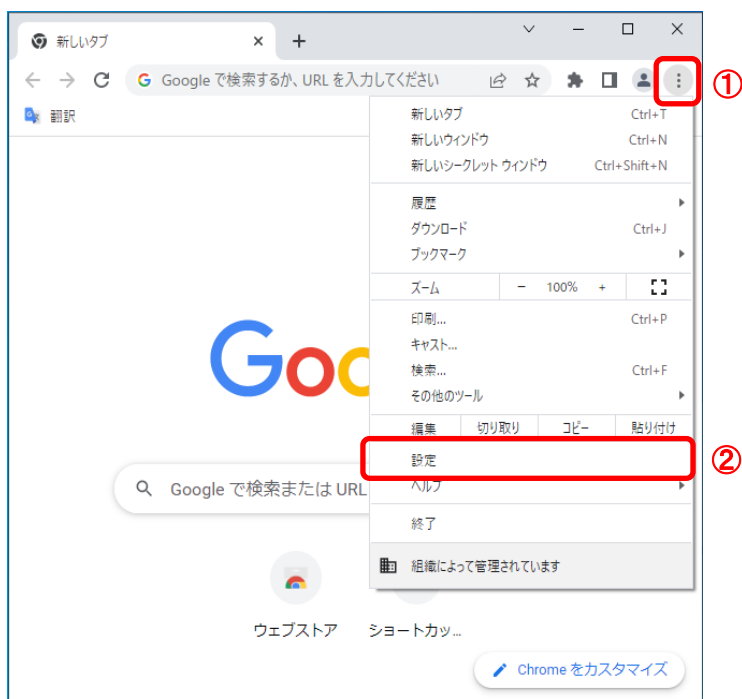 新しいタブ
Google で検索するか、URL を入力してください
①
翻訳
新しいタブ Ctrl+T
新しいウィンドウ Ctrl+N
新しいシークレット ウィンドウ Ctrl+Shift+N
履歴
ダウンロード Ctrl+J
ブックマーク
ズーム - 100% +
印刷... Ctrl+P
キャスト...
検索... Ctrl+F
その他のツール
編集 切り取り コピー 貼り付け
設定
②
ヘルプ
終了
組織によって管理されています
Goo
Google で検索または URL
ウェブストア ショートカッ...
Chrome をカスタマイズ